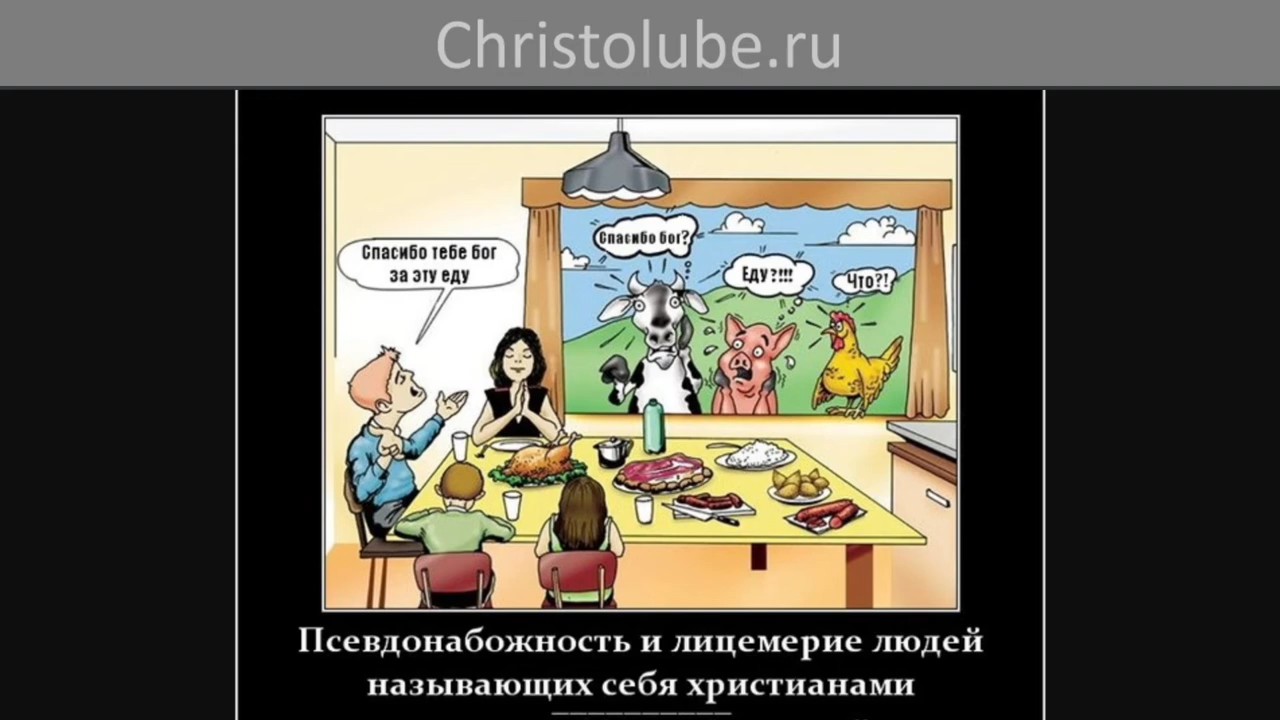 Christolube.ru
Спасибо тебе бог
за эту еду
Спасибо бог?
Еду?!!!
Что?!
Псевдонабожность и лицемерие людей
называющих себя христианами